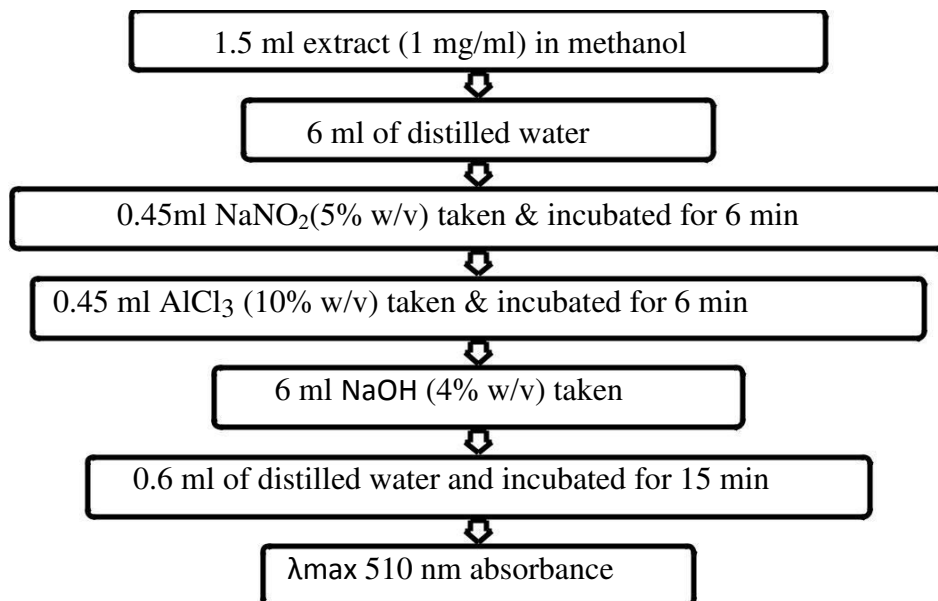 1.5 ml extract (1 mg/ml) in methanol
6 ml of distilled water
0.45ml NaNO₂(5% w/v) taken & incubated for 6 min
0.45 ml AlCl₃ (10% w/v) taken & incubated for 6 min
6 ml NaOH (4% w/v) taken
0.6 ml of distilled water and incubated for 15 min
λmax 510 nm absorbance